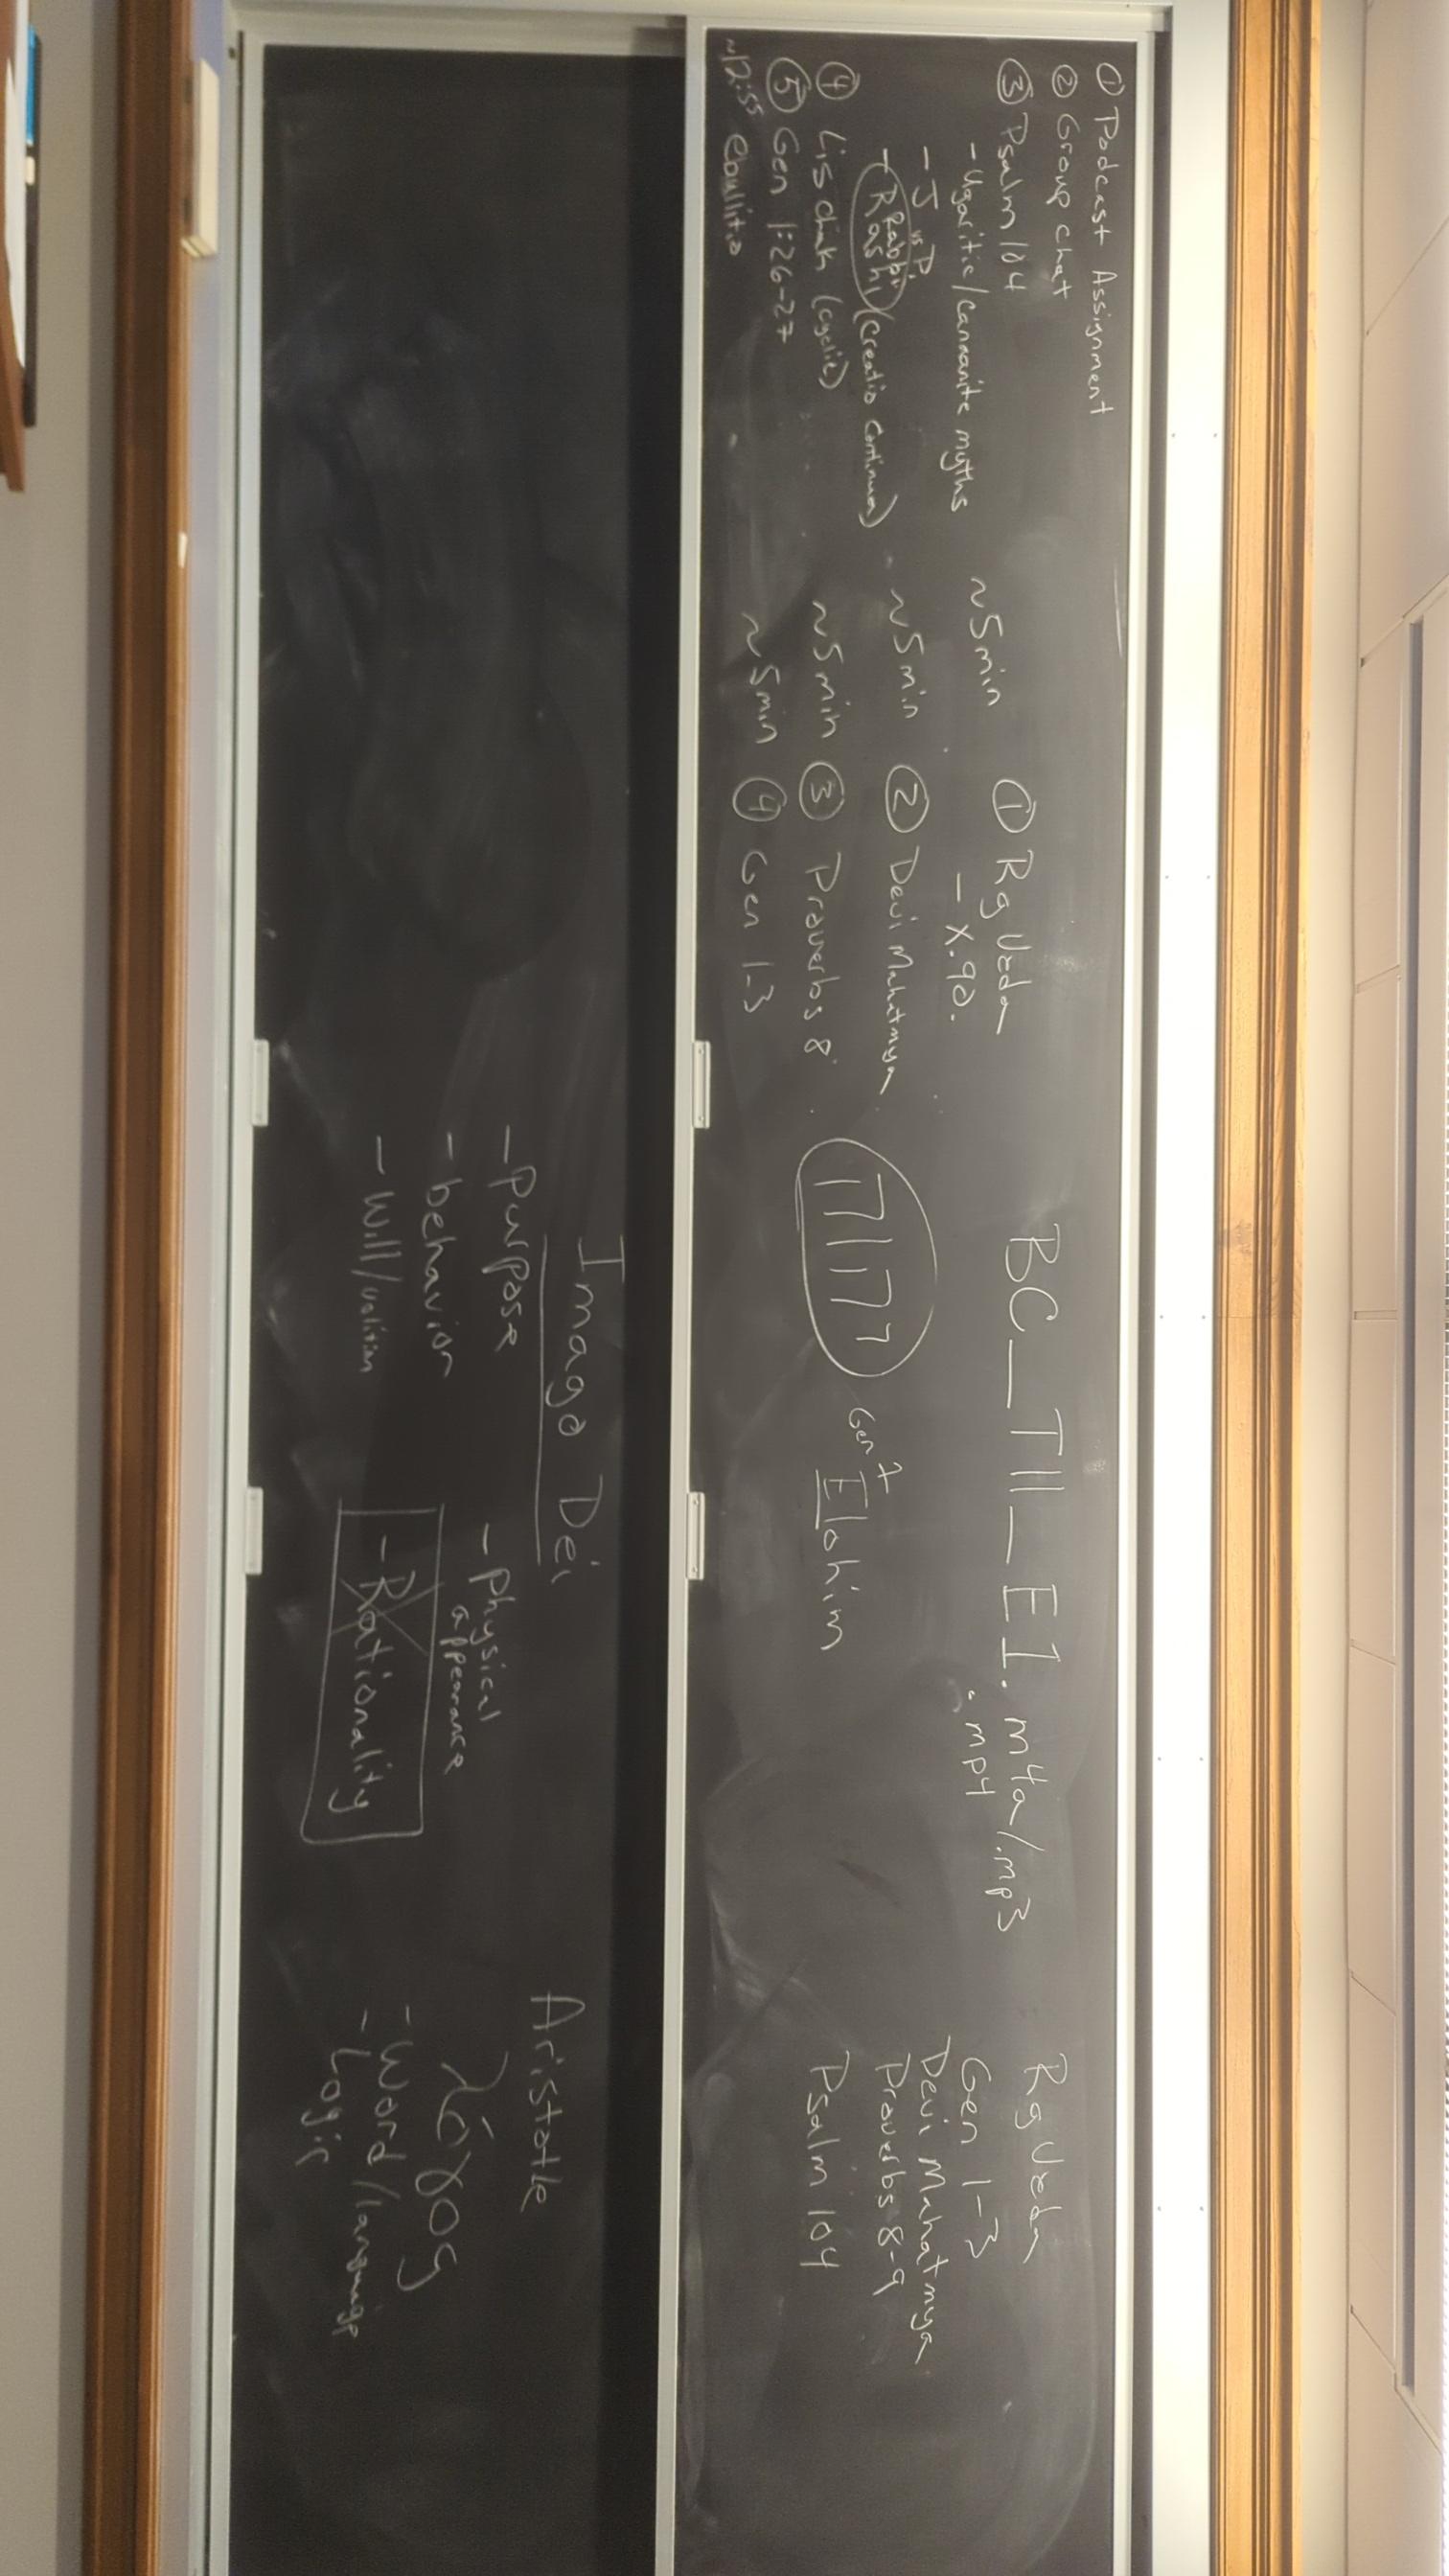 ① Podcast Assignment
② Group chat
③ Psalm 104
- Ugaritic/Canaanite myths
- J vs P.
- Rabbi Rashi (Creatio Continua)
④ Lischak (cyclic)
⑤ Gen 1:26-27
~12:55 ebullitio
~5min ① Rg Veda
- X.90.
~5min ② Devi Mahatmya
~5min ③ Proverbs 8
~5min ④ Gen 1-3
BC_T11_E1. m4a/.mp3
.mp4
יהוה
Gen 1
Elohim
Rg Veda
Gen 1-3
Devi Mahatmya
Proverbs 8-9
Psalm 104
Imago Dei
- Purpose
- behavior
- Will/volition
- Physical
appearance
- Rationality
Aristotle
λόγος
- Word/language
- Logic